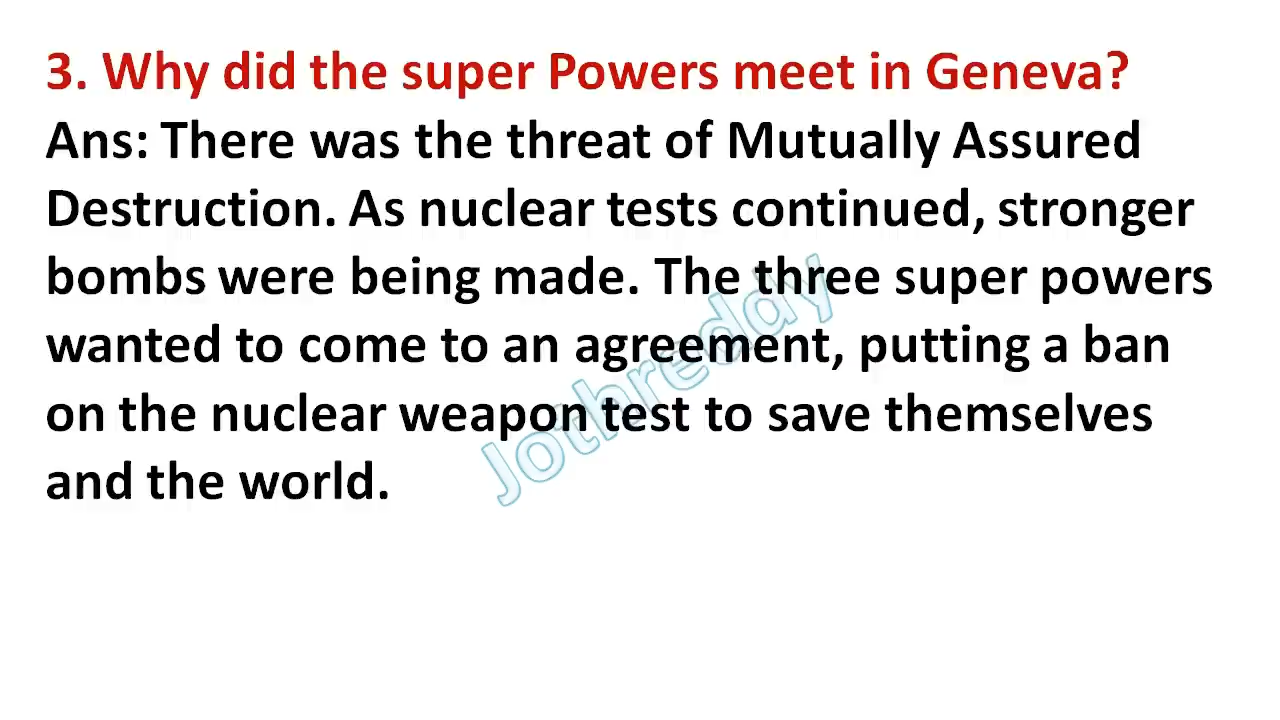 3. Why did the super Powers meet in Geneva?
Ans: There was the threat of Mutually Assured
Destruction. As nuclear tests continued, stronger
bombs were being made. The three super powers
wanted to come to an agreement, putting a ban
on the nuclear weapon test to save themselves
and the world.
Jothreddy